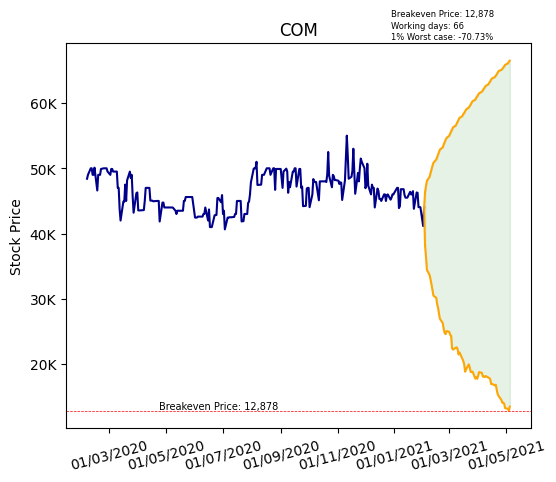 Breakeven Price: 12,878
Working days: 66
1% Worst case: -70.73%
COM
Stock Price
60K
50K
40K
30K
20K
Breakeven Price: 12,878
01/03/2020
01/05/2020
01/07/2020
01/09/2020
01/11/2020
01/01/2021
01/03/2021
01/05/2021